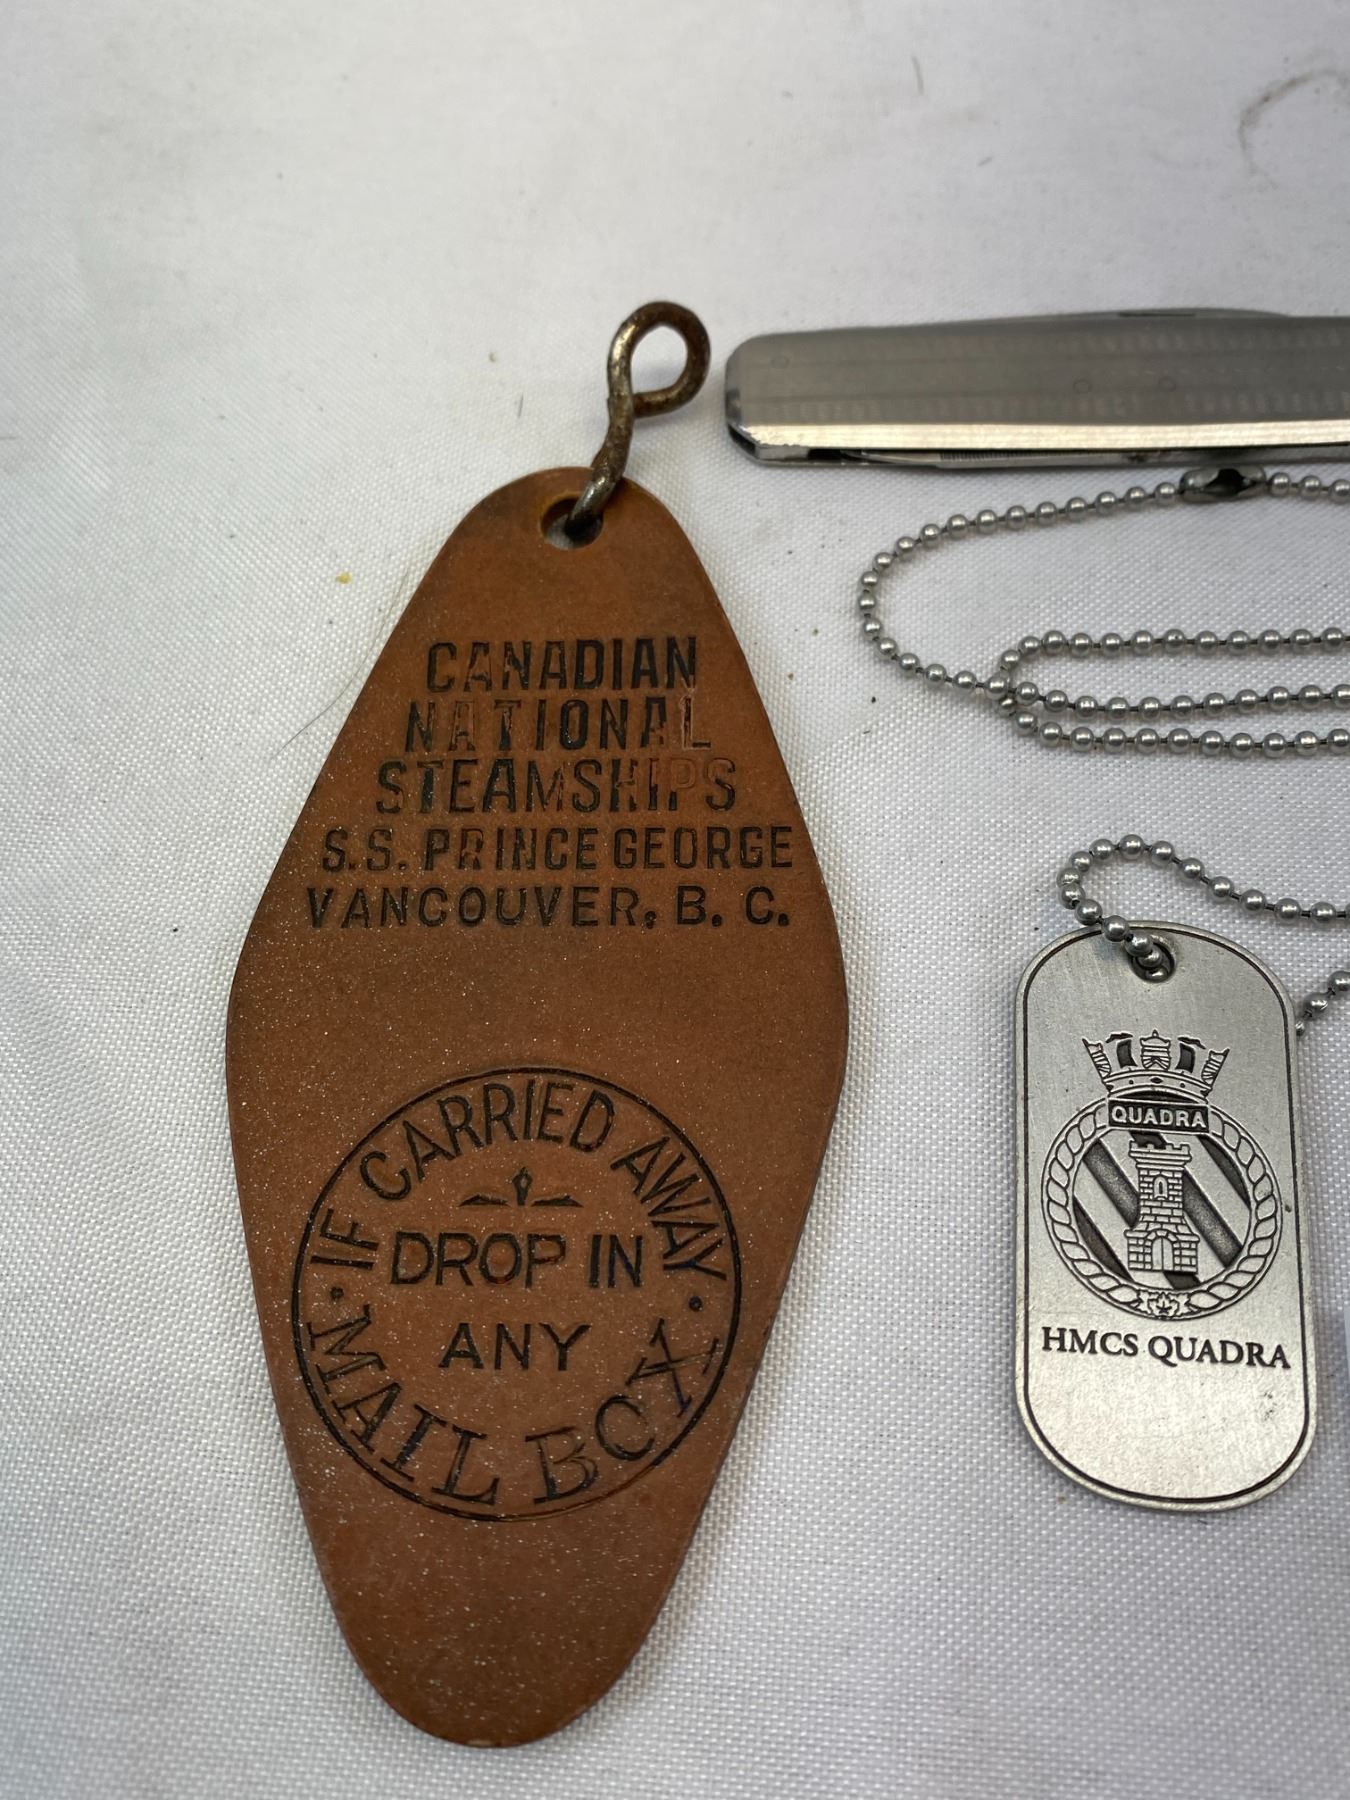 CANADIAN
NATIONAL
STEAMSHIPS
S.S. PRINCE GEORGE
VANCOUVER, B. C.
IF CARRIED AWAY
DROP IN
ANY
MAIL BOX
QUADRA
HMCS QUADRA